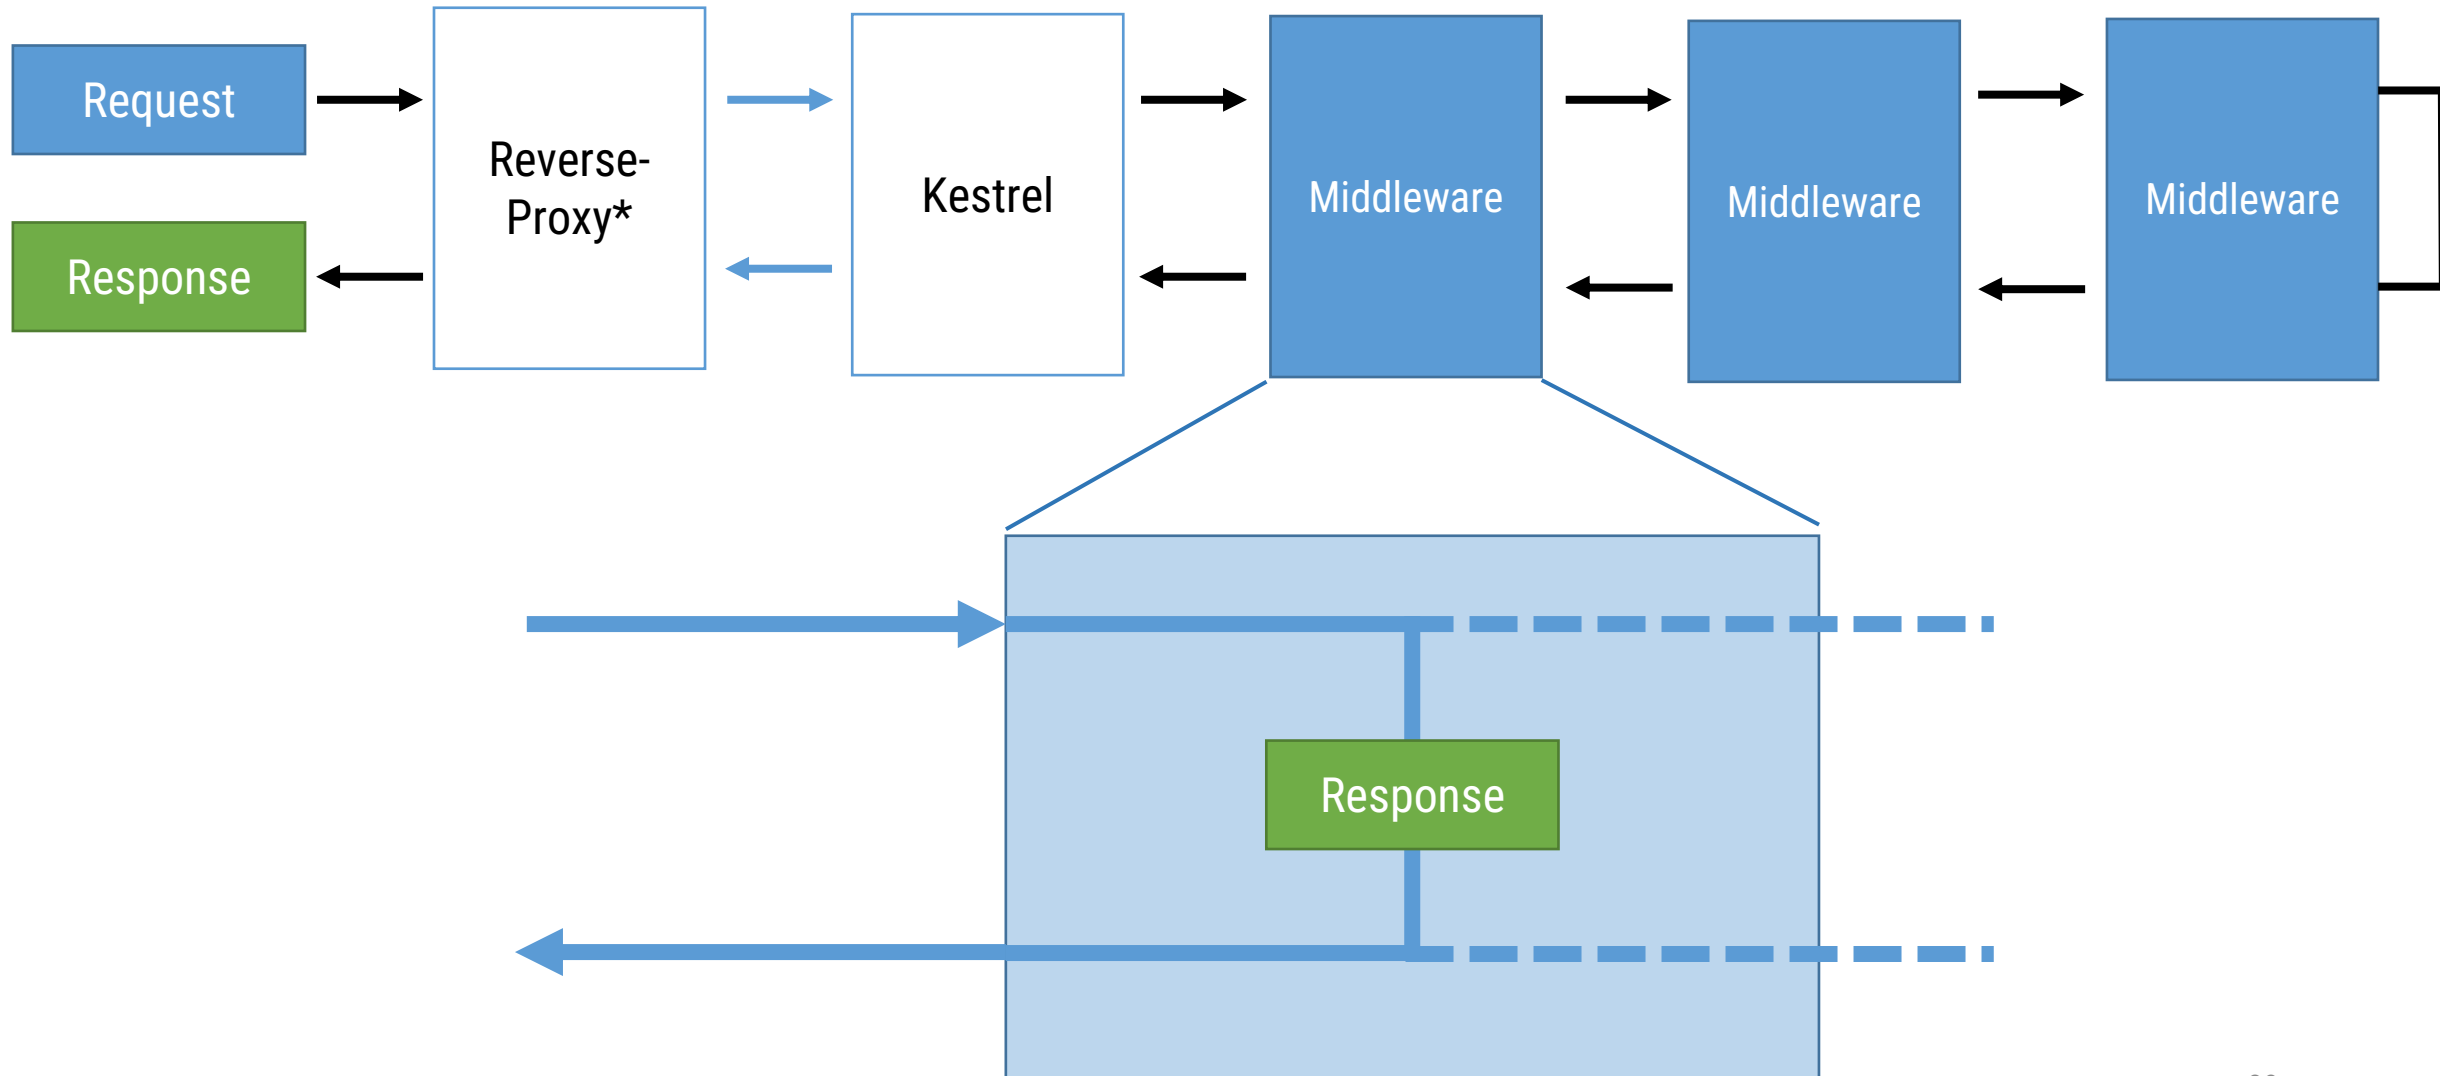 Request
Response
Reverse-
Proxy*
Kestrel
Middleware
Middleware
Middleware
Response